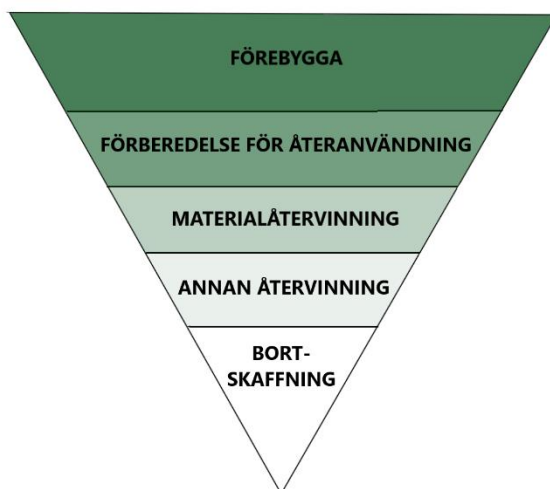 FÖREBYGGA
FÖRBEREDELSE FÖR ÅTERANVÄNDNING
MATERIALÅTERVINNING
ANNAN ÅTERVINNING
BORT-
SKAFFNING